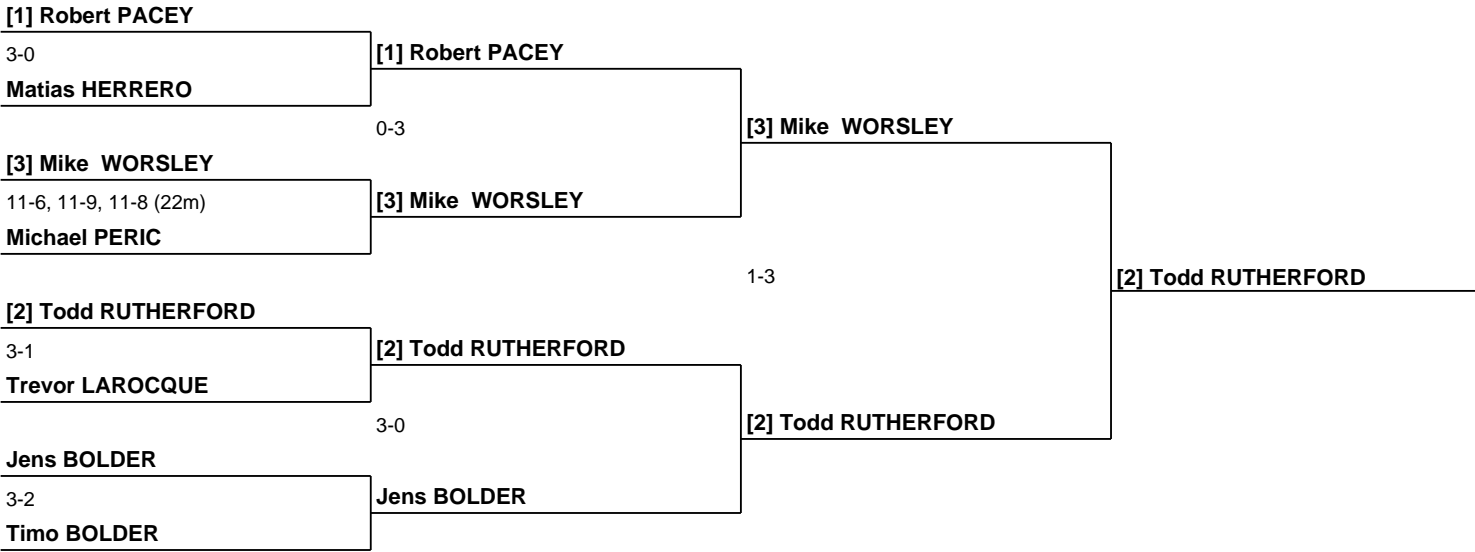 [1] Robert PACEY
3-0
Matias HERRERO
[3] Mike  WORSLEY
11-6, 11-9, 11-8 (22m)
Michael PERIC
[2] Todd RUTHERFORD
3-1
Trevor LAROCQUE
Jens BOLDER
3-2
Timo BOLDER
[1] Robert PACEY
0-3
[3] Mike  WORSLEY
[2] Todd RUTHERFORD
3-0
Jens BOLDER
[3] Mike  WORSLEY
1-3
[2] Todd RUTHERFORD
[2] Todd RUTHERFORD